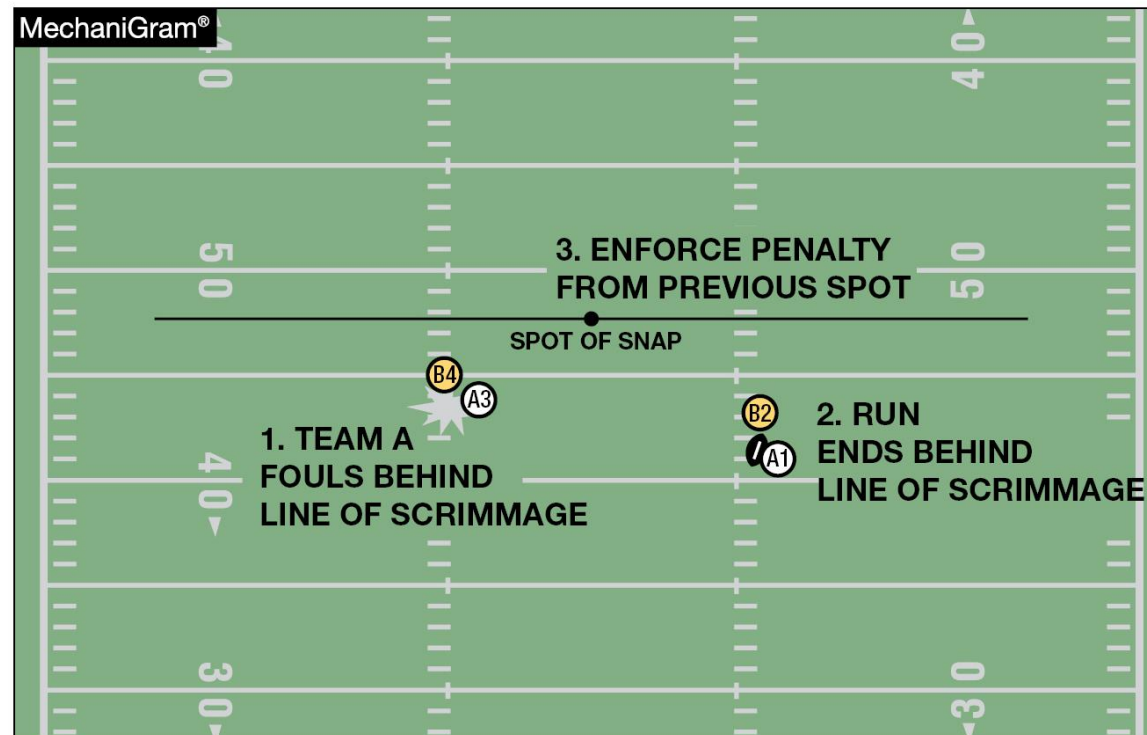 MechaniGram®
40
40
50
50
3. ENFORCE PENALTY
FROM PREVIOUS SPOT
SPOT OF SNAP
B4
A3
B2
A1
1. TEAM A
FOULS BEHIND
LINE OF SCRIMMAGE
2. RUN
ENDS BEHIND
LINE OF SCRIMMAGE
40
30
30